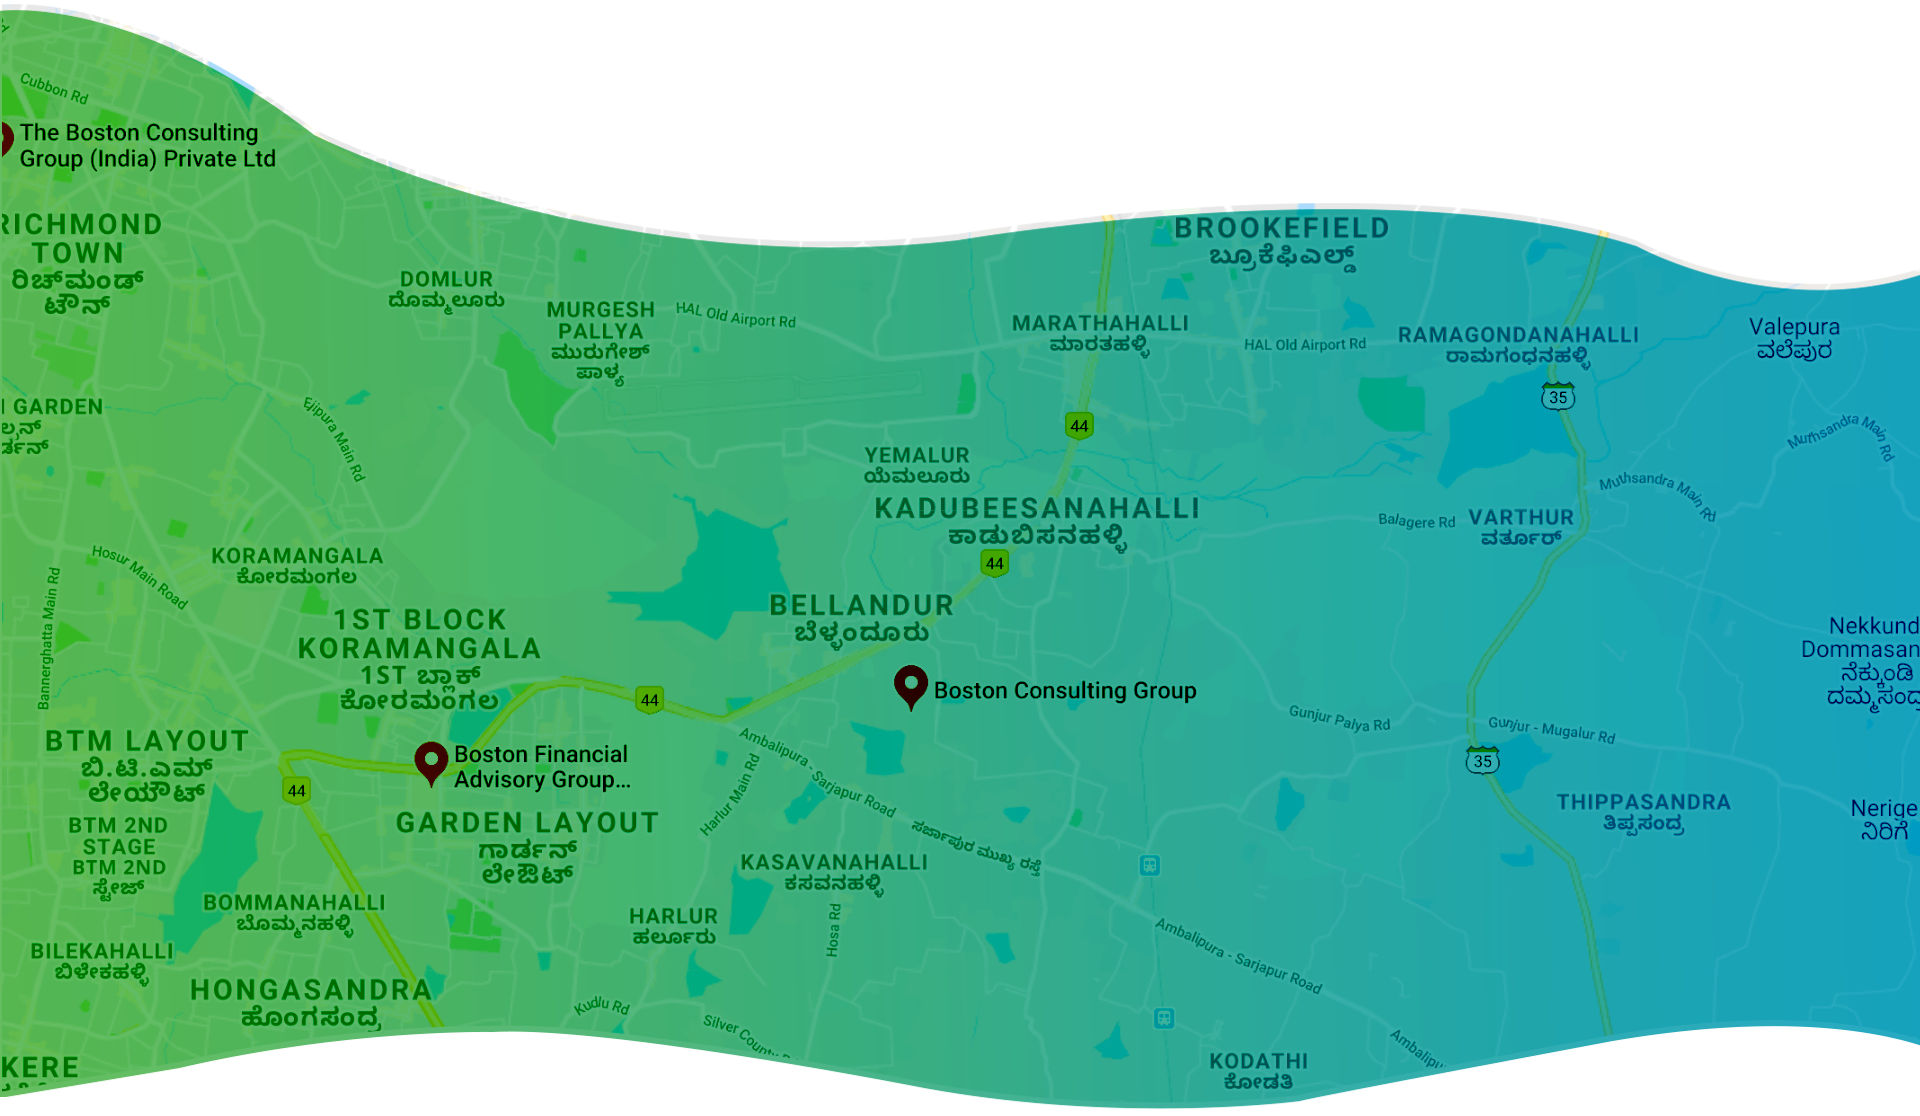 Cubbon Rd
The Boston Consulting
Group (India) Private Ltd
RICHMOND
TOWN
ರಿಚ್‌ಮಂಡ್
ಟೌನ್
BROOKEFIELD
ಬ್ರೂಕೆಫಿಎಲ್ಡ್
DOMLUR
ದೊಮ್ಮಲೂರು
MURGESH
PALLYA
ಮುರುಗೇಶ್
ಪಾಳ್ಯ
HAL Old Airport Rd
MARATHAHALLI
ಮಾರತಹಳ್ಳಿ
HAL Old Airport Rd
RAMAGONDANAHALLI
ರಾಮಗಂಧನಹಳ್ಳಿ
Valepura
ವಲೆಪುರ
35
GARDEN
Ejipura Main Rd
44
Muthsandra Main Rd
YEMALUR
ಯೆಮಲೂರು
KADUBEESANAHALLI
ಕಾಡುಬಿಸನಹಳ್ಳಿ
Muthsandra Main Rd
Balagere Rd
VARTHUR
ವರ್ತೂರ್
Hosur Main Road
KORAMANGALA
ಕೋರಮಂಗಲ
44
Bannerghatta Main Rd
1ST BLOCK
KORAMANGALA
1ST ಬ್ಲಾಕ್
ಕೋರಮಂಗಲ
BELLANDUR
ಬೆಳ್ಳಂದೂರು
Nekkund
Dommasan
ನೆಕ್ಕುಂಡಿ
ದಮ್ಮಸಂದ್ರ
Boston Consulting Group
44
Gunjur Palya Rd
Gunjur - Mugalur Rd
BTM LAYOUT
ಬಿ.ಟಿ.ಎಮ್
ಲೇಯೌಟ್
Boston Financial
Advisory Group...
Ambalipura - Sarjapur Road
Harlur Main Rd
35
44
GARDEN LAYOUT
ಗಾರ್ಡನ್
ಲೇಔಟ್
THIPPASANDRA
ತಿಪ್ಪಸಂದ್ರ
Nerige
ನಿರಿಗೆ
BTM 2ND
STAGE
BTM 2ND
ಸ್ಟೇಜ್
ಸರ್ಜಾಪುರ ಮುಖ್ಯ ರಸ್ತೆ
KASAVANAHALLI
ಕಸವನಹಳ್ಳಿ
BOMMANAHALLI
ಬೊಮ್ಮನಹಳ್ಳಿ
HARLUR
ಹರ್ಲೂರು
Hosa Rd
Ambalipura - Sarjapur Road
BILEKAHALLI
ಬಿಳೇಕಹಳ್ಳಿ
HONGASANDRA
ಹೊಂಗಸಂದ್ರ
Kudlu Rd
Silver County
Ambalipu
KERE
KODATHI
ಕೋಡತಿ